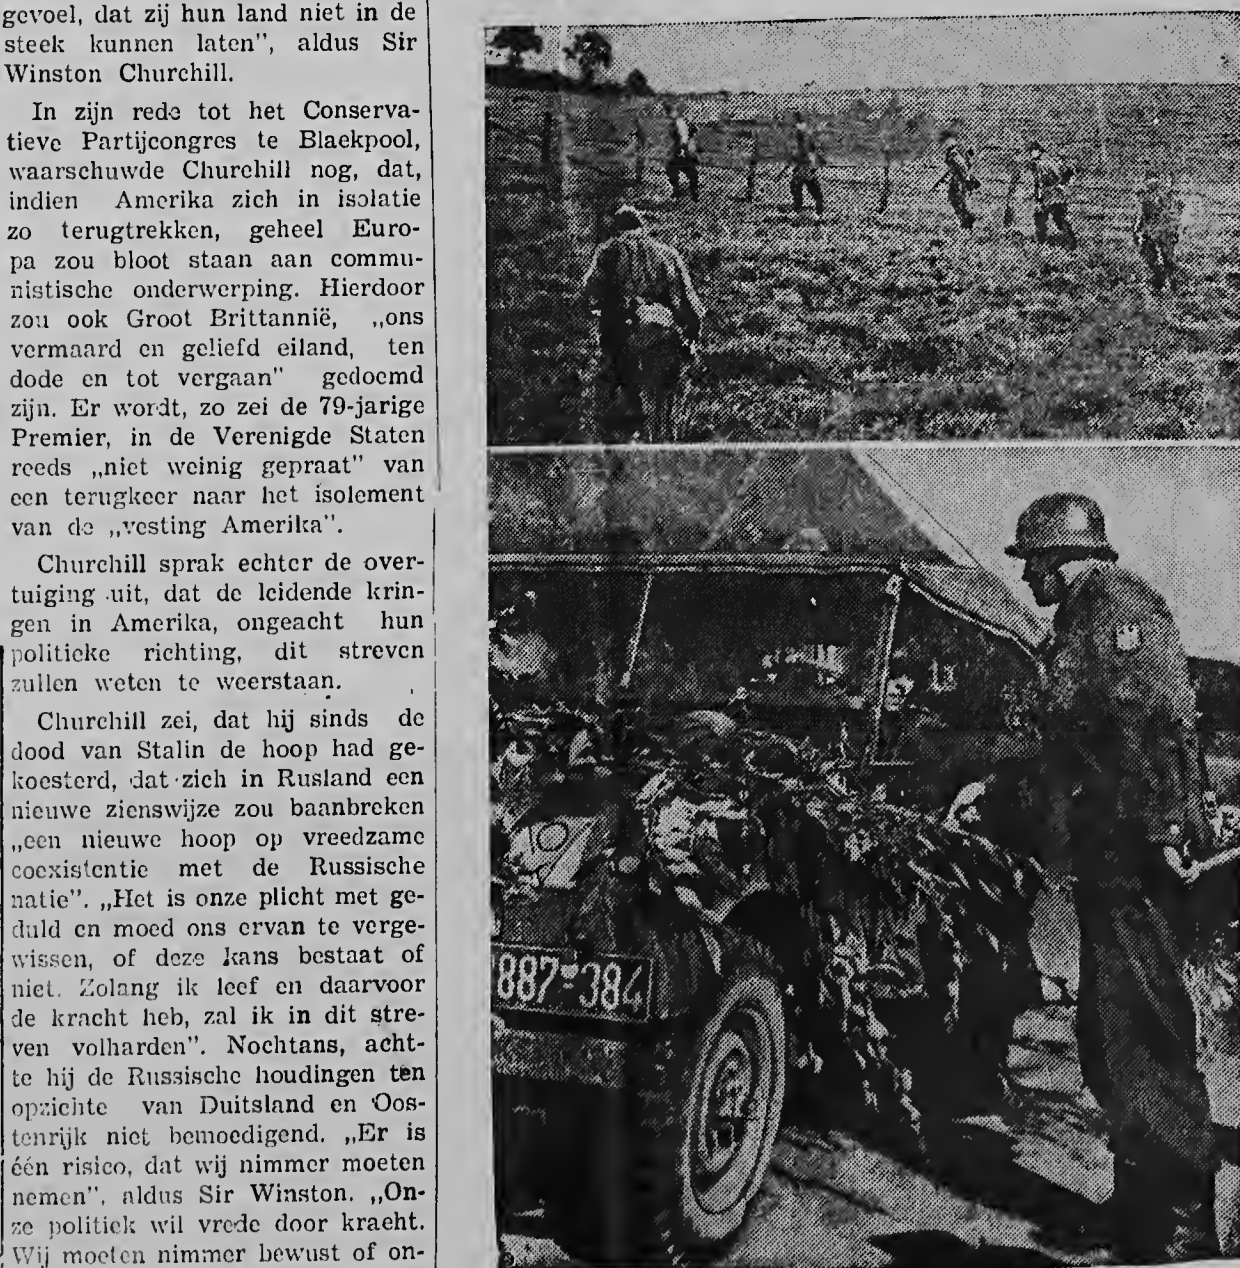 gevoel, dat zij hun land niet in de
steek kunnen laten", aldus Sir
Winston Churchill.
In zijn rede tot het Conserva-
tieve Partijcongres te Blackpool,
waarschuwde Churchill nog, dat,
indien Amerika zich in isolatie
zo terugtrekken, geheel Euro-
pa zou bloot staan aan commu-
nistische onderwerping. Hierdoor
zou ook Groot Brittannië, „ons
vermaard en geliefd eiland, ten
dode en tot vergaan" gedoemd
zijn. Er wordt, zo zei de 79-jarige
Premier, in de Verenigde Staten
reeds „niet weinig gepraat" van
een terugkeer naar het isolement
van de „vesting Amerika".
Churchill sprak echter de over-
tuiging uit, dat de leidende krin-
gen in Amerika, ongeacht hun
politieke richting, dit streven
zullen weten te weerstaan.
Churchill zei, dat hij sinds de
dood van Stalin de hoop had ge-
koesterd, dat zich in Rusland een
nieuwe zienswijze zou baanbreken
„een nieuwe hoop op vreedzame
coexistentie met de Russische
natie". „Het is onze plicht met ge-
duld en moed ons ervan te verge-
wissen, of deze kans bestaat of
niet. Zolang ik leef en daarvoor
de kracht heb, zal ik in dit stre-
ven volharden". Nochtans, acht-
te hij de Russische houdingen ten
opzichte van Duitsland en Oos-
tenrijk niet bemoedigend. „Er is
één risico, dat wij nimmer moeten
nemen", aldus Sir Winston. „On-
ze politiek wil vrede door kracht.
Wij moeten nimmer bewust of on-
887-384